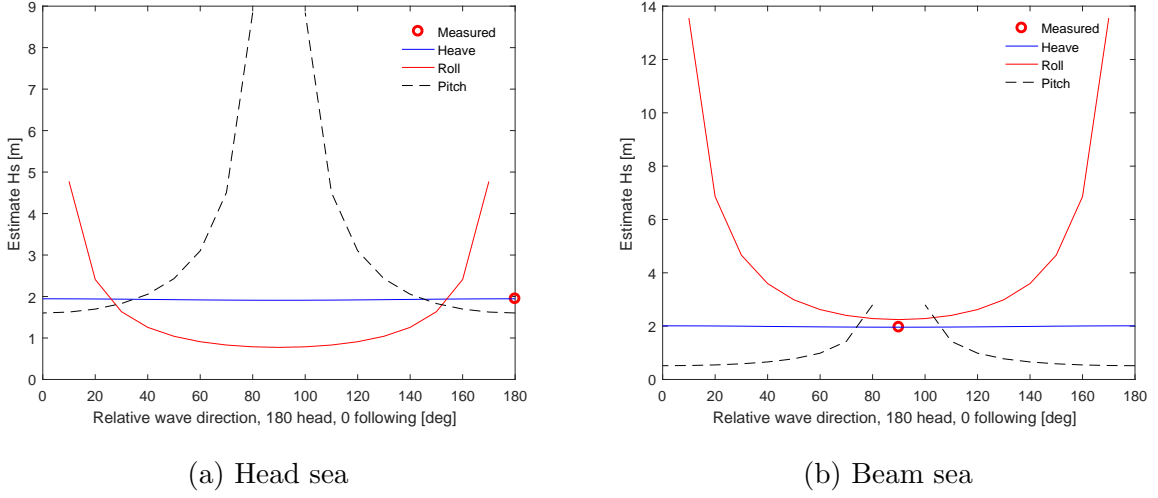 9
8
7
6
5
4
3
2
1
0
Estimate Hs [m]
0 20 40 60 80 100 120 140 160 180
Relative wave direction, 180 head, 0 following [deg]
Measured
Heave
Roll
Pitch
(a) Head sea
14
12
10
8
6
4
2
0
Estimate Hs [m]
0 20 40 60 80 100 120 140 160 180
Relative wave direction, 180 head, 0 following [deg]
Measured
Heave
Roll
Pitch
(b) Beam sea